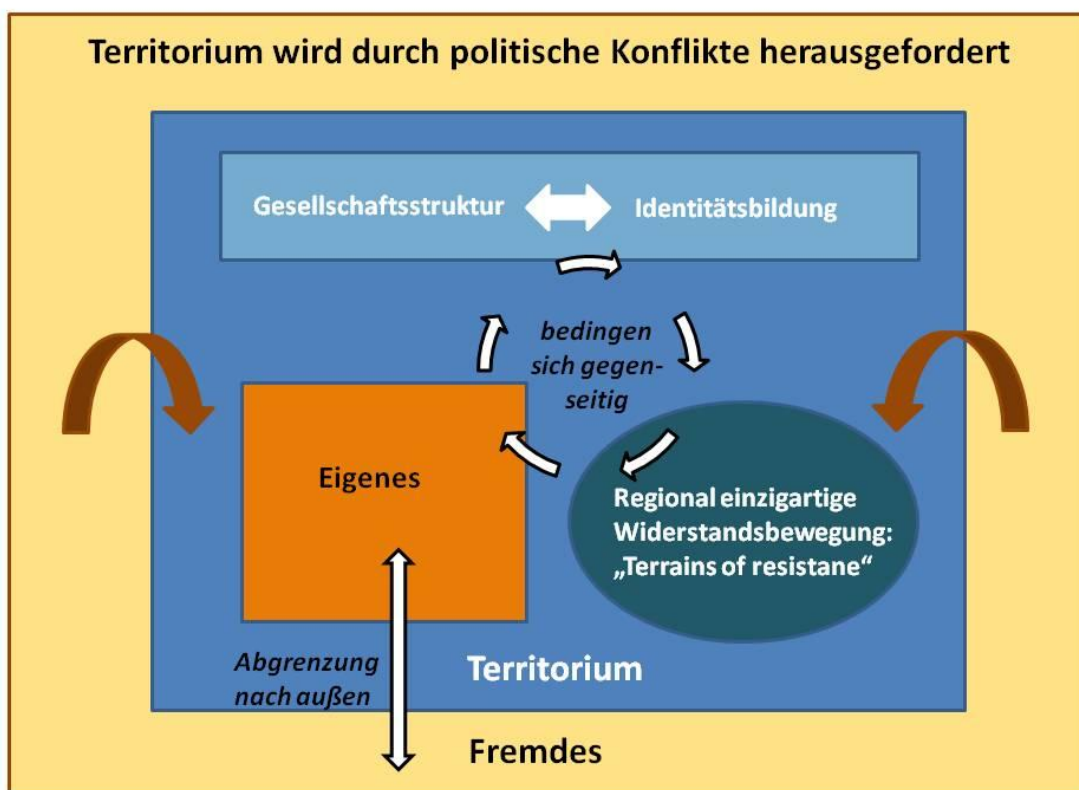 Territorium wird durch politische Konflikte herausgefordert
Gesellschaftsstruktur
Identitätsbildung
bedingen
sich gegen-
seitig
Eigenes
Regional einzigartige
Widerstandsbewegung:
„Terrains of resistane“
Abgrenzung
nach außen
Territorium
Fremdes